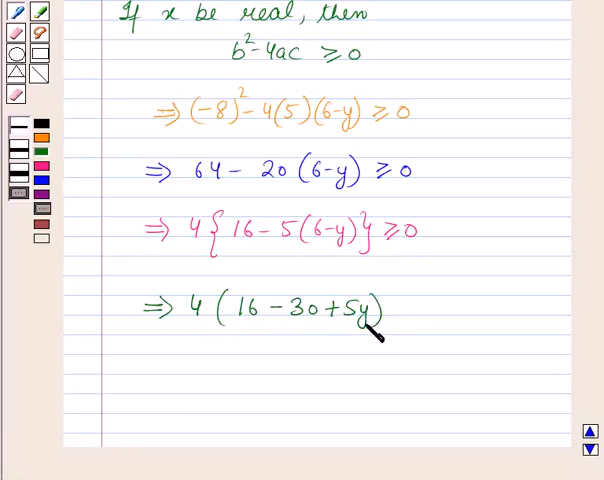 If x be real, then
b²-4ac ≥ 0
⇒ (-8)² - 4(5)(6-y) ≥ 0
⇒ 64 - 20(6-y) ≥ 0
⇒ 4{16 - 5(6-y)} ≥ 0
⇒ 4(16 - 30 + 5y)